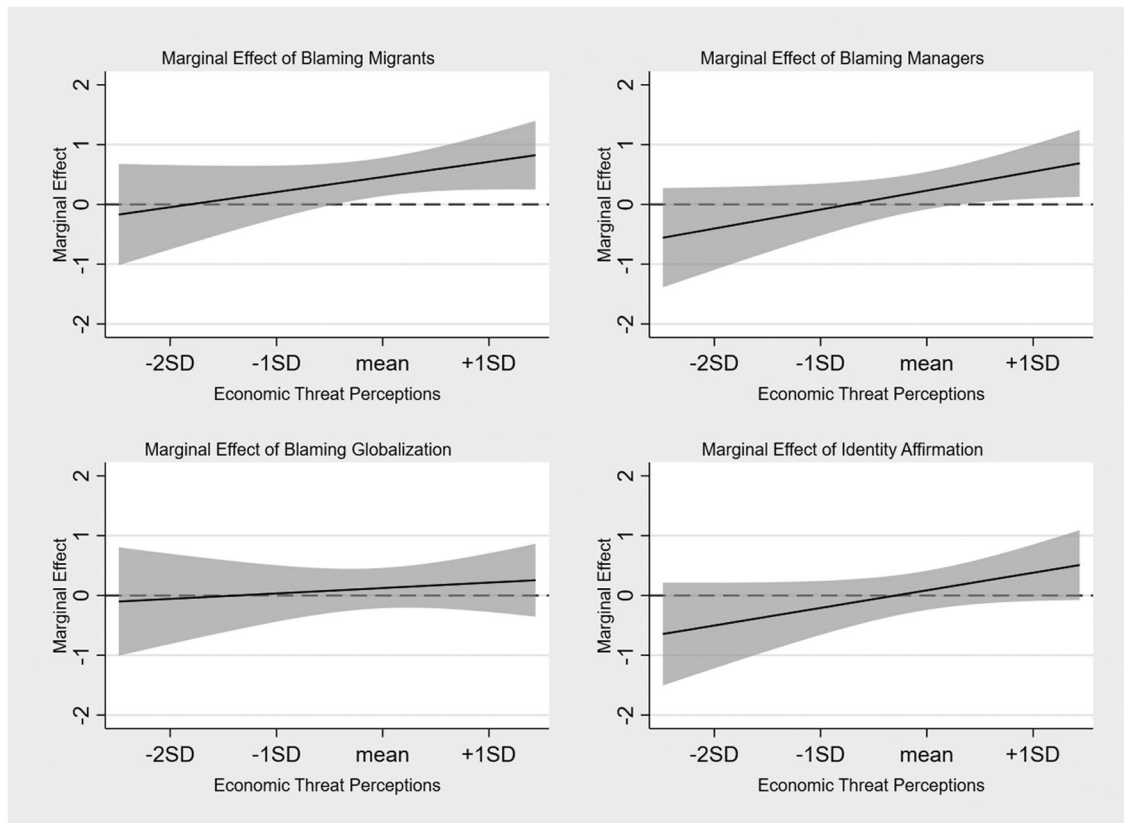 Marginal Effect of Blaming Migrants
Marginal Effect
2
1
0
-1
-2
-2SD -1SD mean +1SD
Economic Threat Perceptions
Marginal Effect of Blaming Managers
Marginal Effect
2
1
0
-1
-2
-2SD -1SD mean +1SD
Economic Threat Perceptions
Marginal Effect of Blaming Globalization
Marginal Effect
2
1
0
-1
-2
-2SD -1SD mean +1SD
Economic Threat Perceptions
Marginal Effect of Identity Affirmation
Marginal Effect
2
1
0
-1
-2
-2SD -1SD mean +1SD
Economic Threat Perceptions